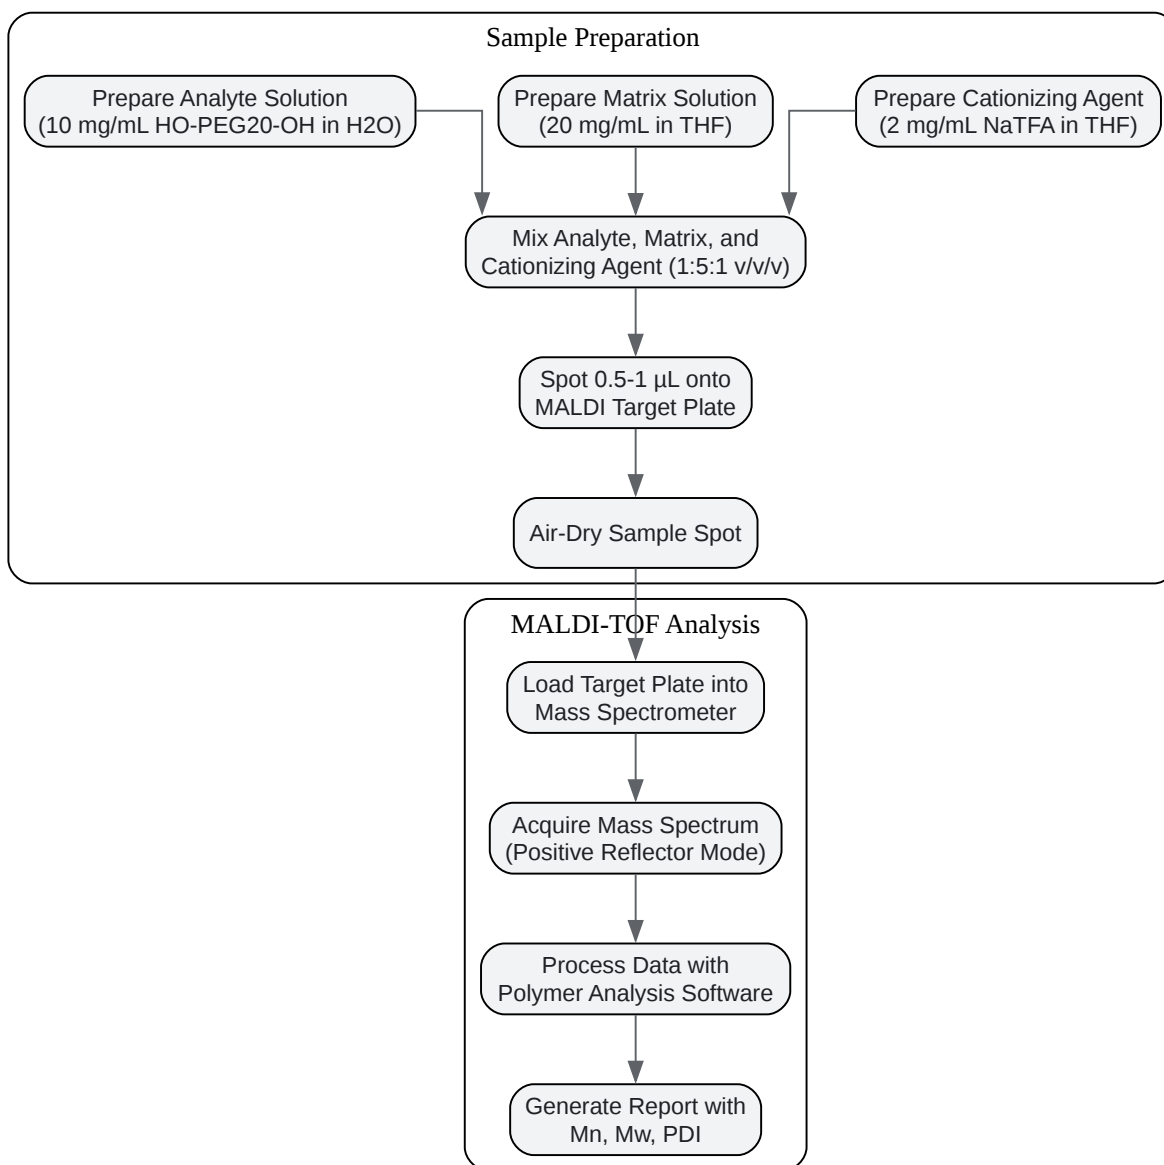 Sample Preparation
Prepare Analyte Solution
(10 mg/mL HO-PEG20-OH in H2O)
Prepare Matrix Solution
(20 mg/mL in THF)
Prepare Cationizing Agent
(2 mg/mL NaTFA in THF)
Mix Analyte, Matrix, and
Cationizing Agent (1:5:1 v/v/v)
Spot 0.5-1 µL onto
MALDI Target Plate
Air-Dry Sample Spot
MALDI-TOF Analysis
Load Target Plate into
Mass Spectrometer
Acquire Mass Spectrum
(Positive Reflector Mode)
Process Data with
Polymer Analysis Software
Generate Report with
Mn, Mw, PDI